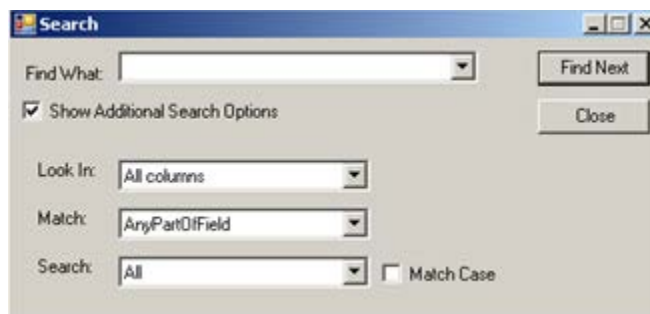 Search
Find What:
Find Next
Show Additional Search Options
Close
Look In: All columns
Match: AnyPartOfField
Search: All
Match Case